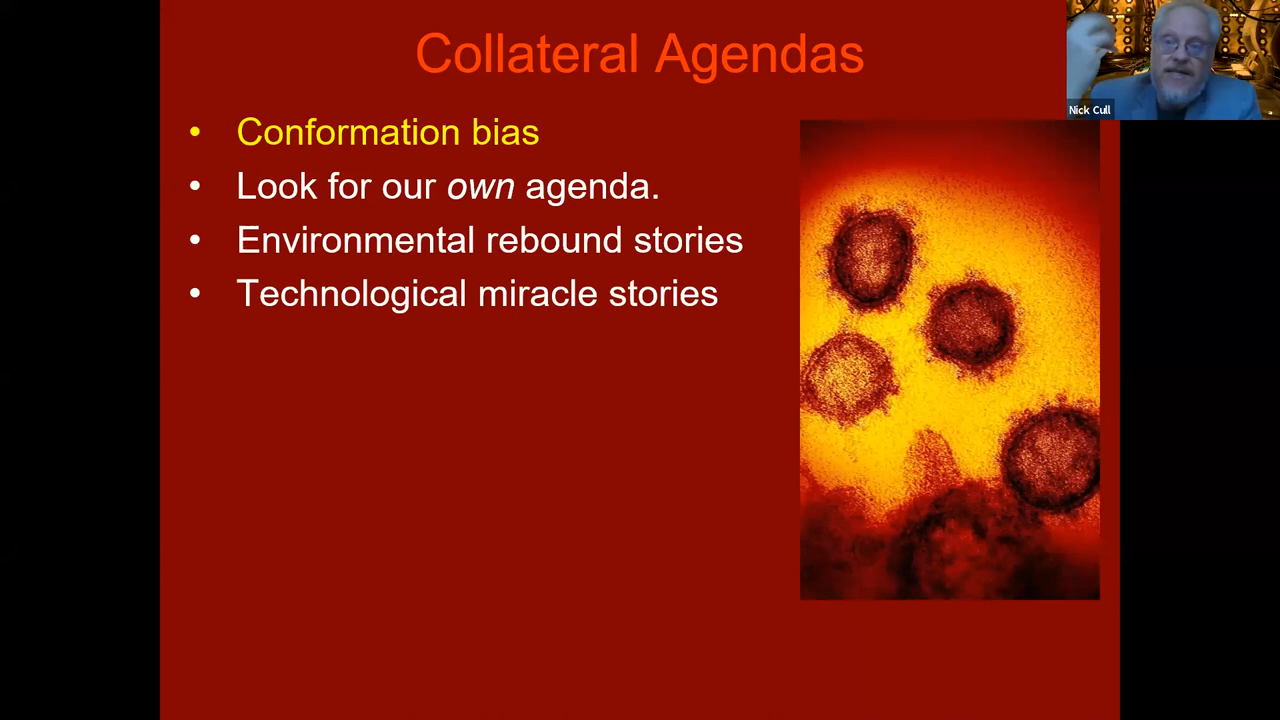 Collateral Agendas
Nick Cull
• Conformation bias
• Look for our own agenda.
• Environmental rebound stories
• Technological miracle stories